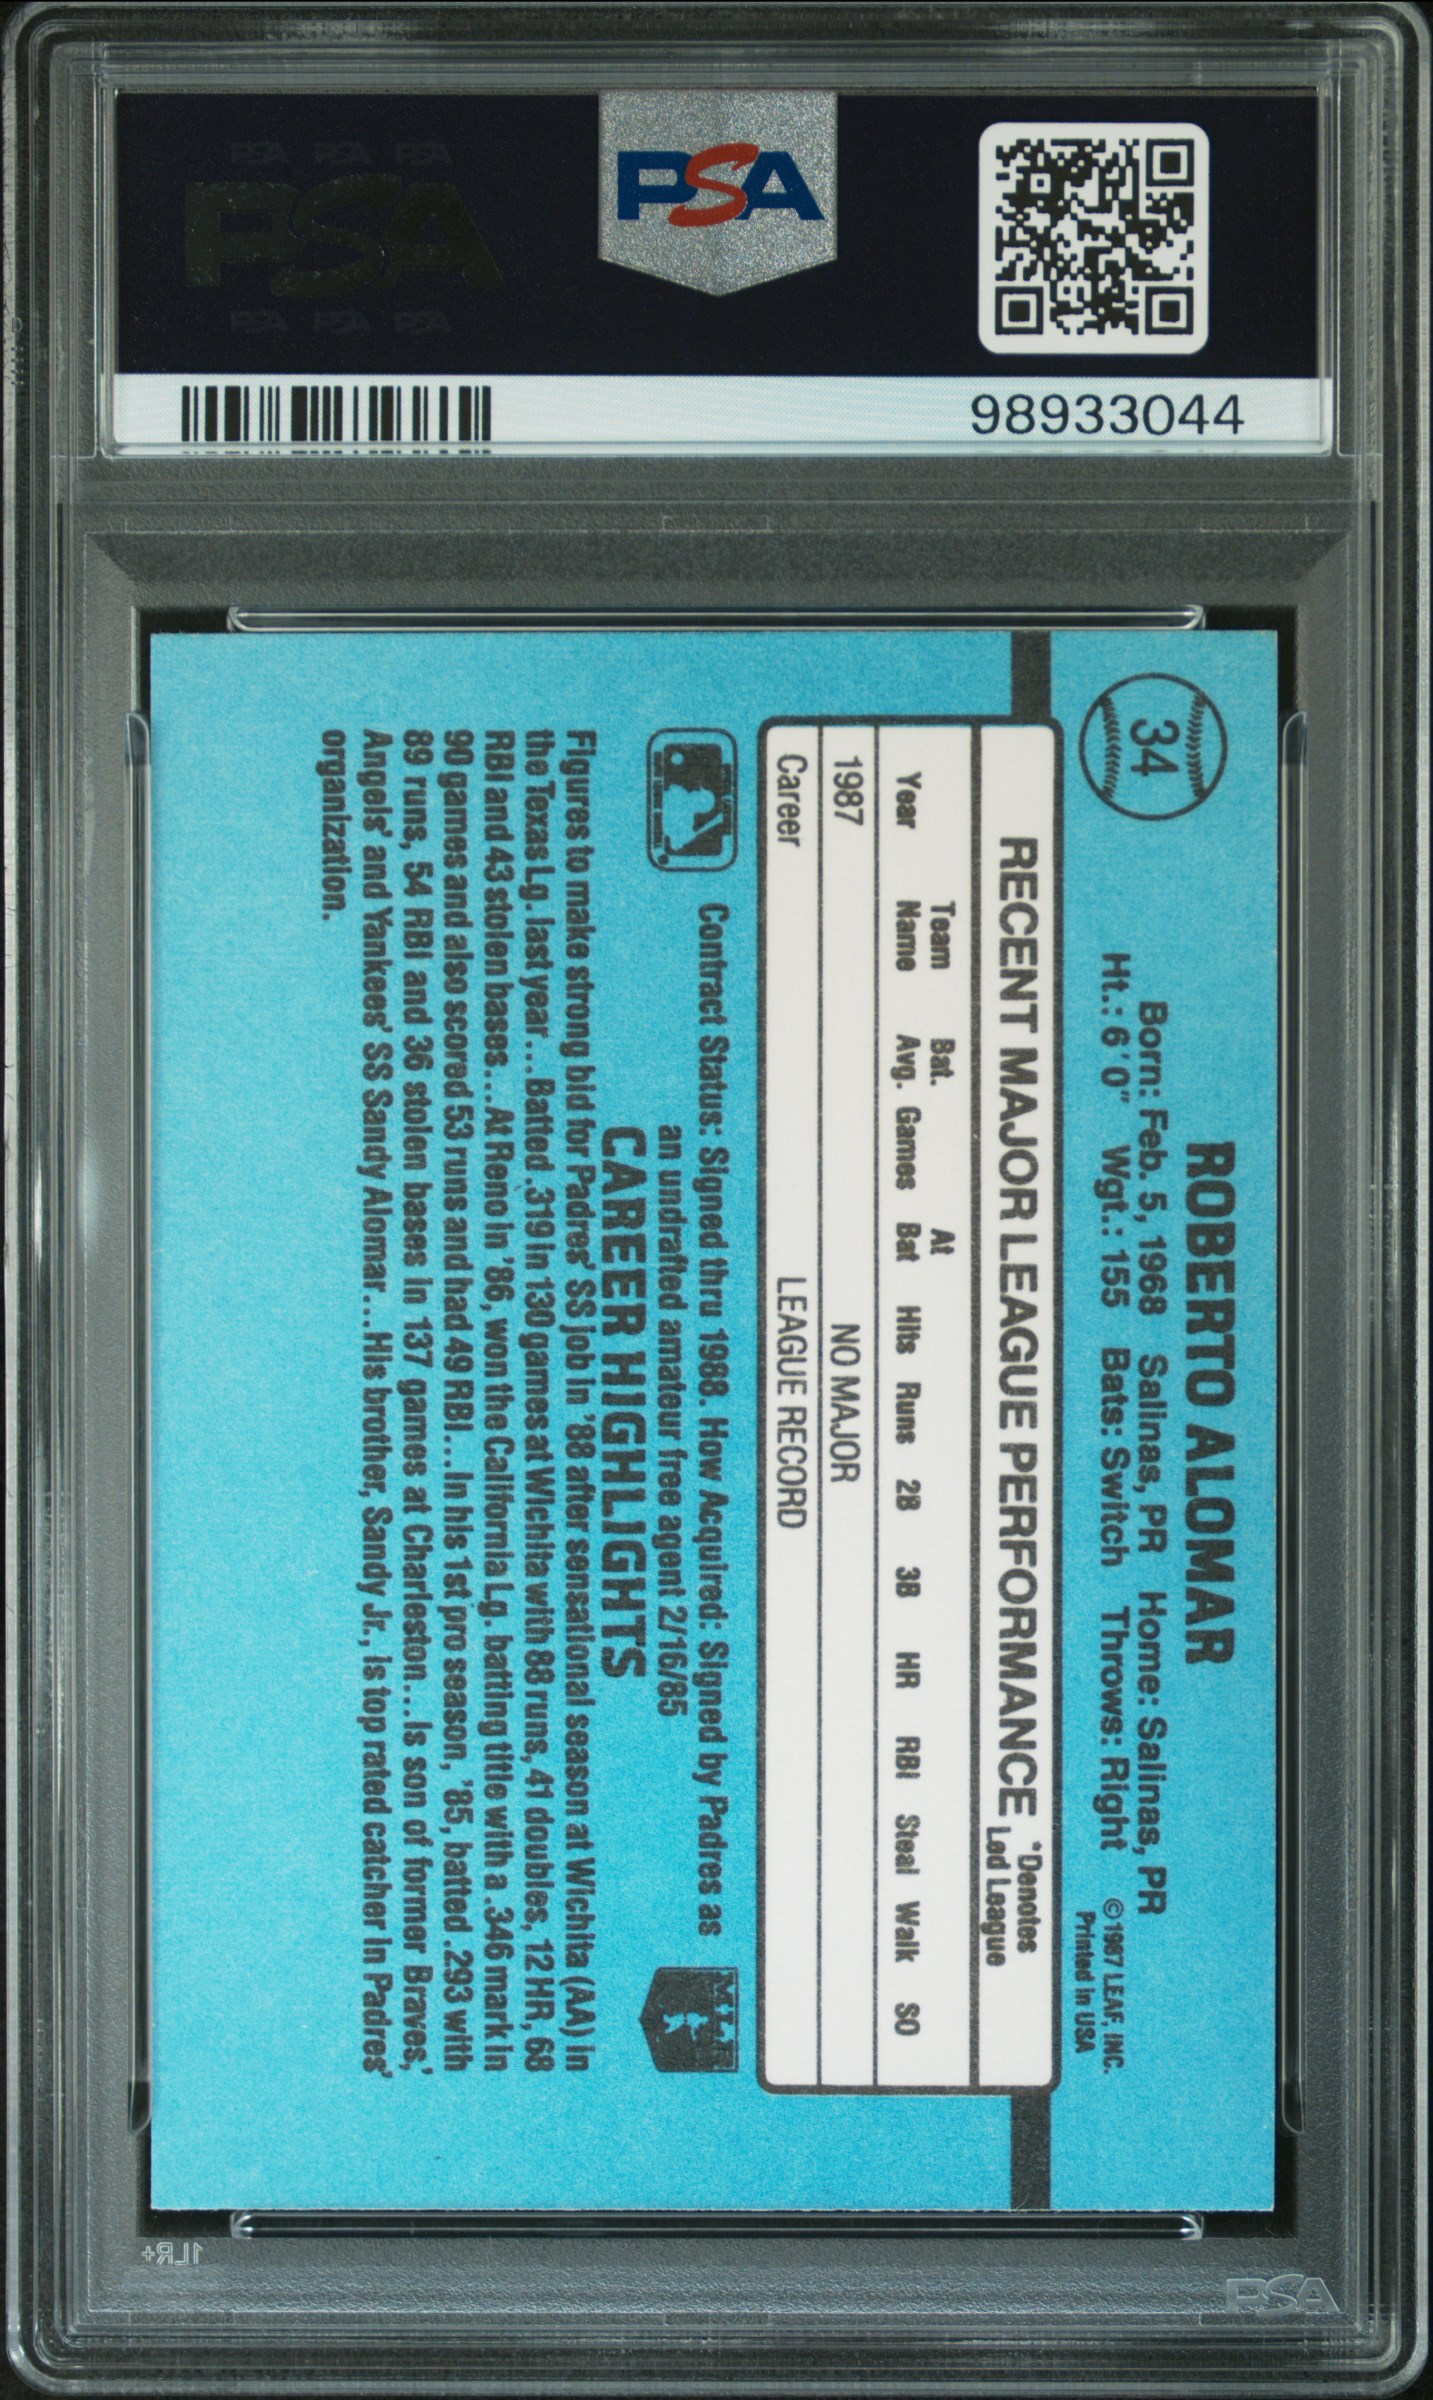 PSA PSA PSA
PSA
PSA PSA PSA
PSA
98933044
34
ROBERTO ALOMAR
Born: Feb. 5, 1968 Salinas, PR Home: Salinas, PR
Ht.: 6'0" Wgt.: 155 Bats: Switch Throws: Right
©1987 LEAF, INC.
Printed in USA
RECENT MAJOR LEAGUE PERFORMANCE
*Denotes
Led League
Team Bat. At
Year Name Avg. Games Bat Hits Runs 2B 3B HR RBI Steal Walk SO
1987 NO MAJOR
Career LEAGUE RECORD
Contract Status: Signed thru 1988. How Acquired: Signed by Padres as
an undrafted amateur free agent 2/16/85
CAREER HIGHLIGHTS
Figures to make strong bid for Padres' SS job in '88 after sensational season at Wichita (AA) in
the Texas Lg. last year...Batted .319 in 130 games at Wichita with 88 runs, 41 doubles, 12 HR, 68
RBI and 43 stolen bases...At Reno in '86, won the California Lg. batting title with a .346 mark in
90 games and also scored 53 runs and had 49 RBI...In his 1st pro season, '85, batted .293 with
89 runs, 54 RBI and 36 stolen bases in 137 games at Charleston...Is son of former Braves,'
Angels' and Yankees' SS Sandy Alomar...His brother, Sandy Jr., is top rated catcher in Padres'
organization.
1LR+
PSA